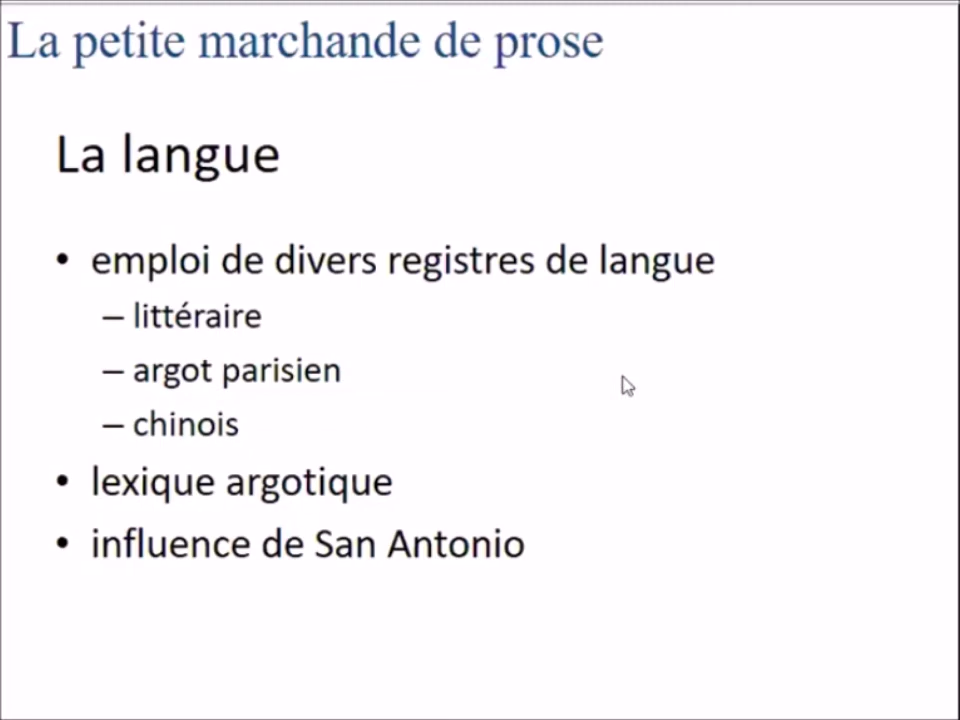 La petite marchande de prose
La langue
• emploi de divers registres de langue
– littéraire
– argot parisien
– chinois
• lexique argotique
• influence de San Antonio